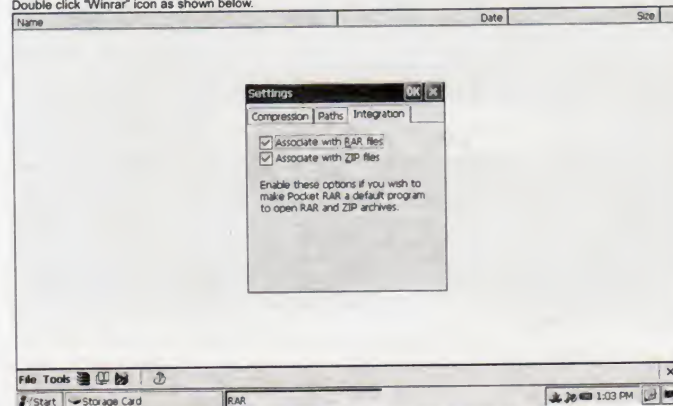 Double click "Winrar" icon as shown below.
Name Date Size
Settings OK ×
Compression Paths Integration
Associate with RAR files
Associate with ZIP files
Enable these options if you wish to
make Pocket RAR a default program
to open RAR and ZIP archives.
File Tools ×
Start Storage Card RAR 1:03 PM